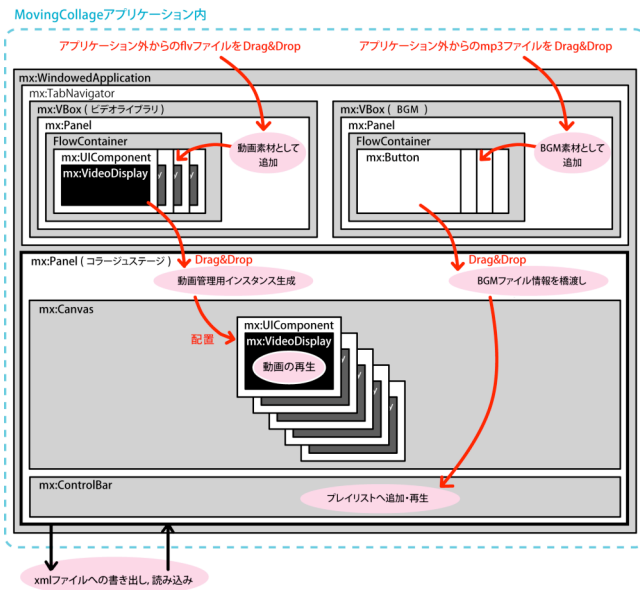 MovingCollageアプリケーション内
アプリケーション外からのflvファイルをDrag&Drop
アプリケーション外からのmp3ファイルをDrag&Drop
mx:WindowedApplication
mx:TabNavigator
mx:VBox ( ビデオライブラリ )
mx:Panel
FlowContainer
mx:UIComponent
mx:VideoDisplay
動画素材として
追加
mx:VBox ( BGM )
mx:Panel
FlowContainer
mx:Button
BGM素材として
追加
mx:Panel ( コラージュステージ )
Drag&Drop
動画管理用インスタンス生成
Drag&Drop
BGMファイル情報を橋渡し
mx:Canvas
配置
mx:UIComponent
mx:VideoDisplay
動画の再生
mx:ControlBar
プレイリストへ追加・再生
xmlファイルへの書き出し, 読み込み